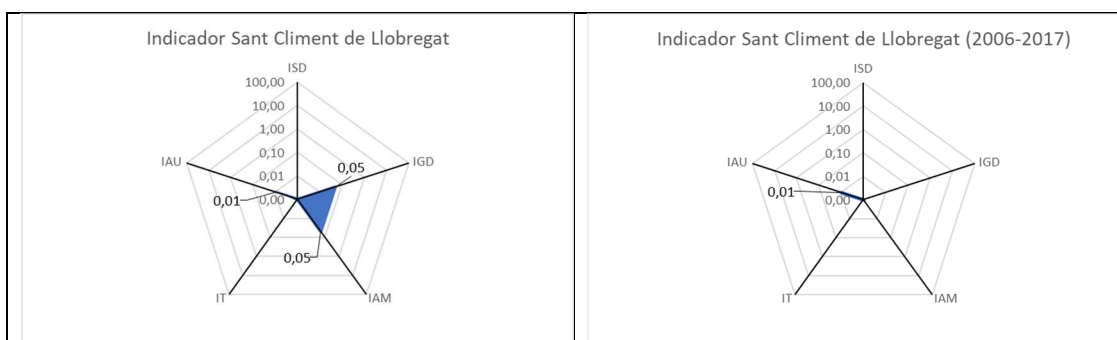 Indicador Sant Climent de Llobregat
ISD
100,00
10,00
1,00
0,10
0,01
0,00
IAU
IGD
0,05
0,01
0,05
IT
IAM
Indicador Sant Climent de Llobregat (2006-2017)
ISD
100,00
10,00
1,00
0,10
0,01
0,00
IAU
IGD
0,01
IT
IAM